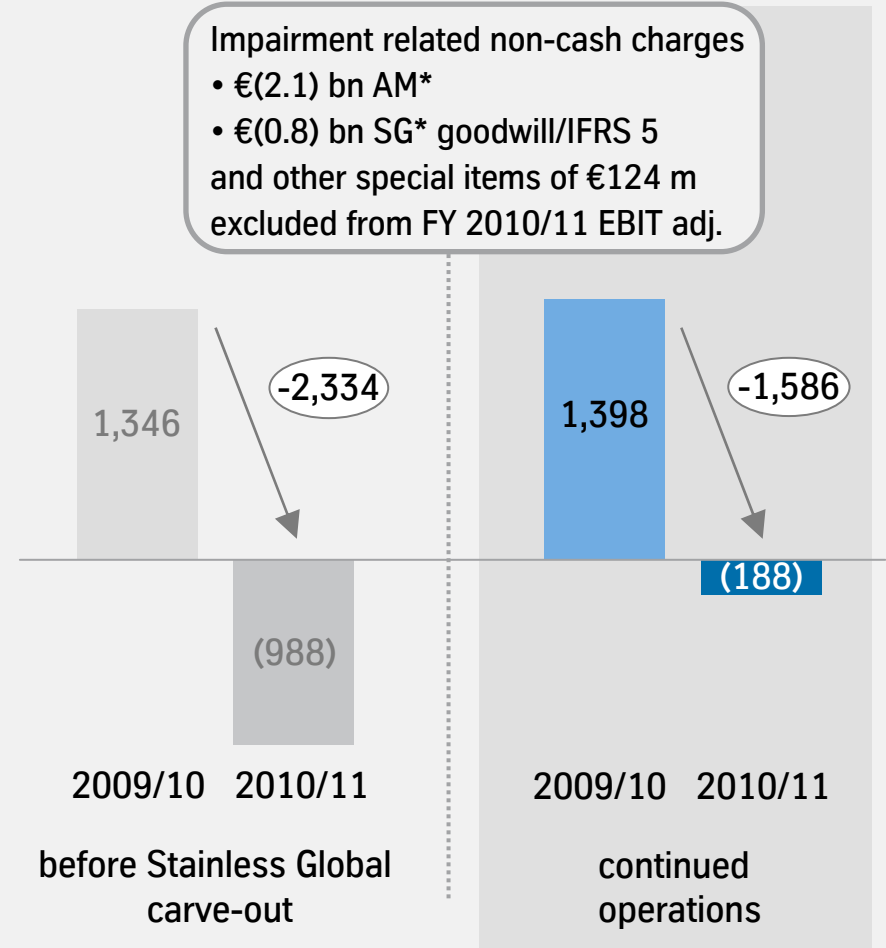 Impairment related non-cash charges
• €(2.1) bn AM*
• €(0.8) bn SG* goodwill/IFRS 5
and other special items of €124 m
excluded from FY 2010/11 EBIT adj.
1,346
-2,334
(988)
2009/10 2010/11
before Stainless Global
carve-out
1,398
-1,586
(188)
2009/10 2010/11
continued
operations